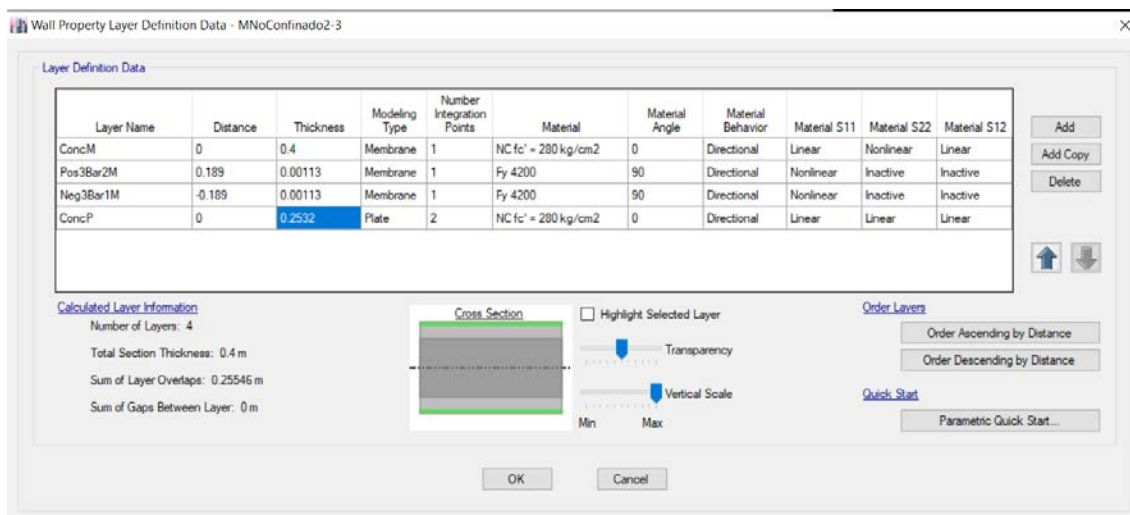 Wall Property Layer Definition Data - MNoConfinado2-3
Layer Definition Data
Layer Name Distance Thickness Modeling Type Number Integration Points Material Material Angle Material Behavior Material S11 Material S22 Material S12
ConcM 0 0.4 Membrane 1 NC fc' = 280 kg/cm2 0 Directional Linear Nonlinear Linear
Pos3Bar2M 0.189 0.00113 Membrane 1 Fy 4200 90 Directional Nonlinear Inactive Inactive
Neg3Bar1M -0.189 0.00113 Membrane 1 Fy 4200 90 Directional Nonlinear Inactive Inactive
ConcP 0 0.2532 Plate 2 NC fc' = 280 kg/cm2 0 Directional Linear Linear Linear
Add
Add Copy
Delete
Calculated Layer Information
Number of Layers: 4
Total Section Thickness: 0.4 m
Sum of Layer Overlaps: 0.25546 m
Sum of Gaps Between Layer: 0 m
Cross Section
Highlight Selected Layer
Transparency
Vertical Scale
Min Max
Order Layers
Order Ascending by Distance
Order Descending by Distance
Quick Start
Parametric Quick Start...
OK Cancel